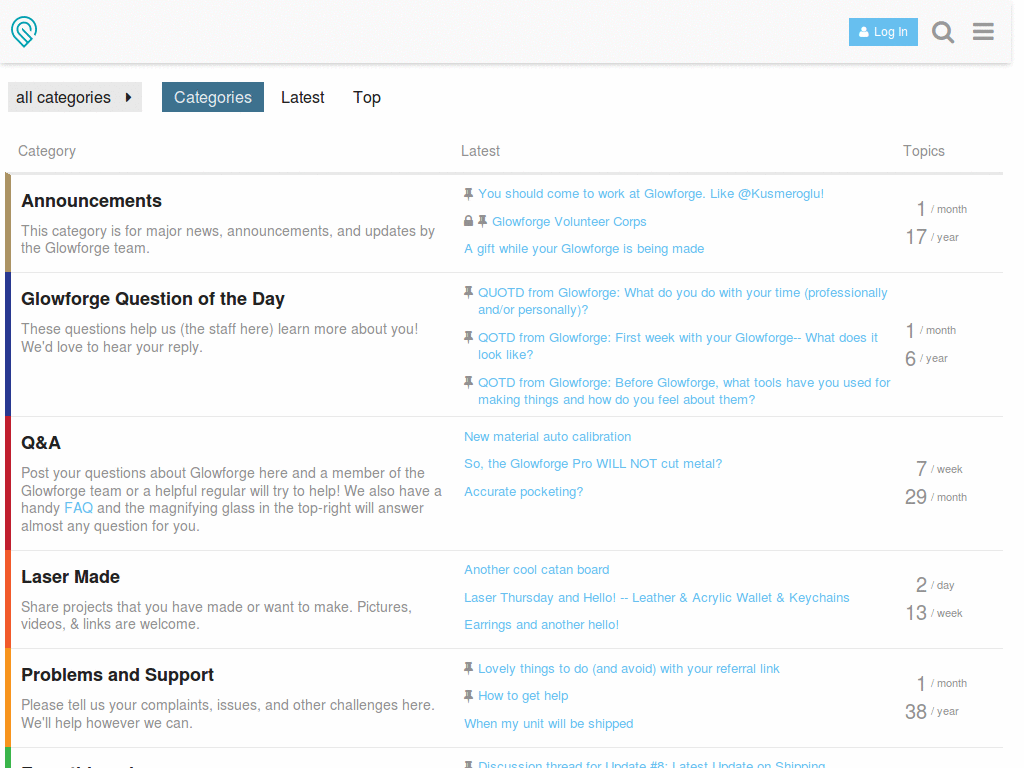 Log In
all categories
Categories
Latest
Top
Category
Latest
Topics
Announcements
This category is for major news, announcements, and updates by
the Glowforge team.
You should come to work at Glowforge. Like @Kusmeroglu!
Glowforge Volunteer Corps
A gift while your Glowforge is being made
1 / month
17 / year
Glowforge Question of the Day
These questions help us (the staff here) learn more about you!
We'd love to hear your reply.
QUOTD from Glowforge: What do you do with your time (professionally
and/or personally)?
QOTD from Glowforge: First week with your Glowforge-- What does it
look like?
QOTD from Glowforge: Before Glowforge, what tools have you used for
making things and how do you feel about them?
1 / month
6 / year
Q&A
Post your questions about Glowforge here and a member of the
Glowforge team or a helpful regular will try to help! We also have a
handy FAQ and the magnifying glass in the top-right will answer
almost any question for you.
New material auto calibration
So, the Glowforge Pro WILL NOT cut metal?
Accurate pocketing?
7 / week
29 / month
Laser Made
Share projects that you have made or want to make. Pictures,
videos, & links are welcome.
Another cool catan board
Laser Thursday and Hello! -- Leather & Acrylic Wallet & Keychains
Earrings and another hello!
2 / day
13 / week
Problems and Support
Please tell us your complaints, issues, and other challenges here.
We'll help however we can.
Lovely things to do (and avoid) with your referral link
How to get help
When my unit will be shipped
1 / month
38 / year
Discussion thread for Update #8: Latest Update on Shipping